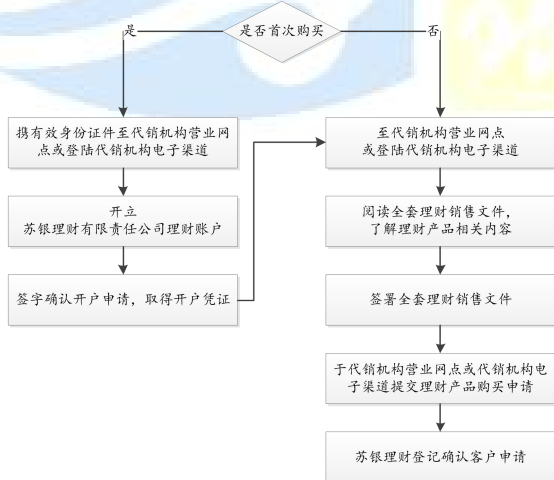 是否首次购买
是
否
携有效身份证件至代销机构营业网
点或登陆代销机构电子渠道
开立
苏银理财有限责任公司理财账户
签字确认开户申请，取得开户凭证
至代销机构营业网点
或登陆代销机构电子渠道
阅读全套理财销售文件，
了解理财产品相关内容
签署全套理财销售文件
于代销机构营业网点或代销机构电
子渠道提交理财产品购买申请
苏银理财登记确认客户申请